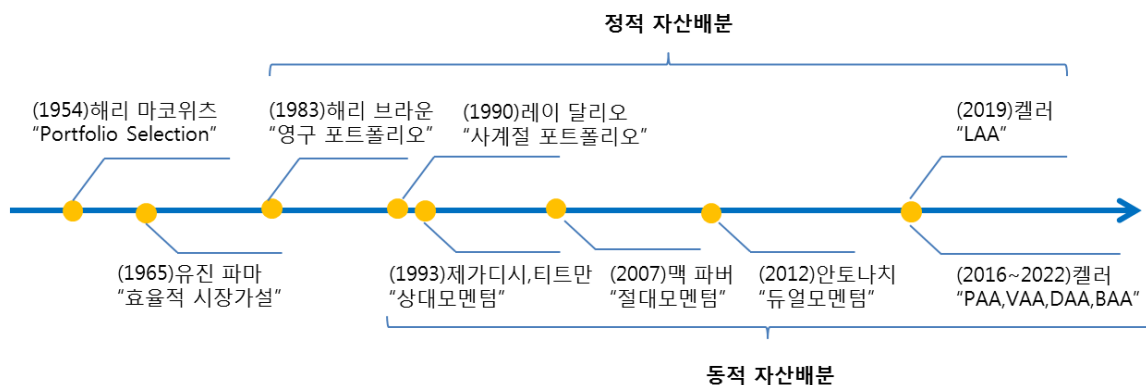 정적 자산배분
(1954)해리 마코위츠
“Portfolio Selection”
(1983)해리 브라운
“영구 포트폴리오”
(1990)레이 달리오
“사계절 포트폴리오”
(2019)켈러
“LAA”
(1965)유진 파마
“효율적 시장가설”
(1993)제가디시,티트만
“상대모멘텀”
(2007)맥 파버
“절대모멘텀”
(2012)안토나치
“듀얼모멘텀”
(2016~2022)켈러
“PAA,VAA,DAA,BAA”
동적 자산배분